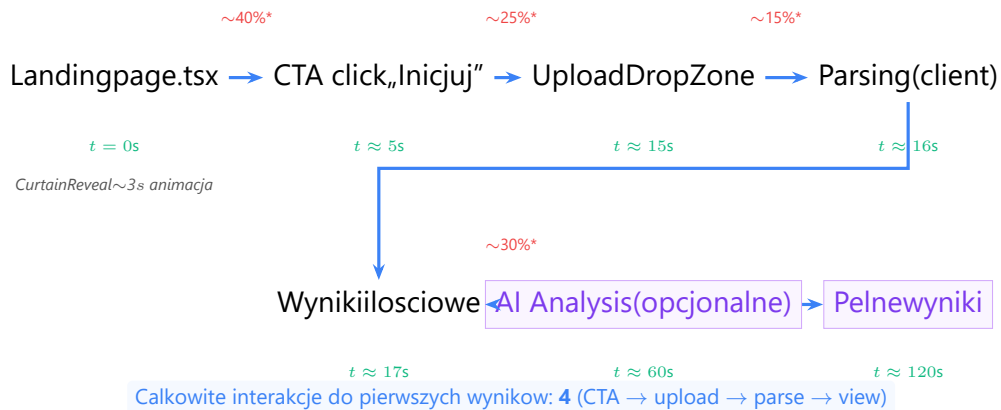 ~40%* ~25%* ~15%*
Landingpage.tsx → CTA click„Inicjuj” → UploadDropZone → Parsing(client)
t = 0s t ≈ 5s t ≈ 15s t ≈ 16s
CurtainReveal~3s animacja
~30%*
Wynikiilosciowe AI Analysis(opcjonalne) → Pelnewyniki
t ≈ 17s t ≈ 60s t ≈ 120s
Calkowite interakcje do pierwszych wynikow: 4 (CTA → upload → parse → view)